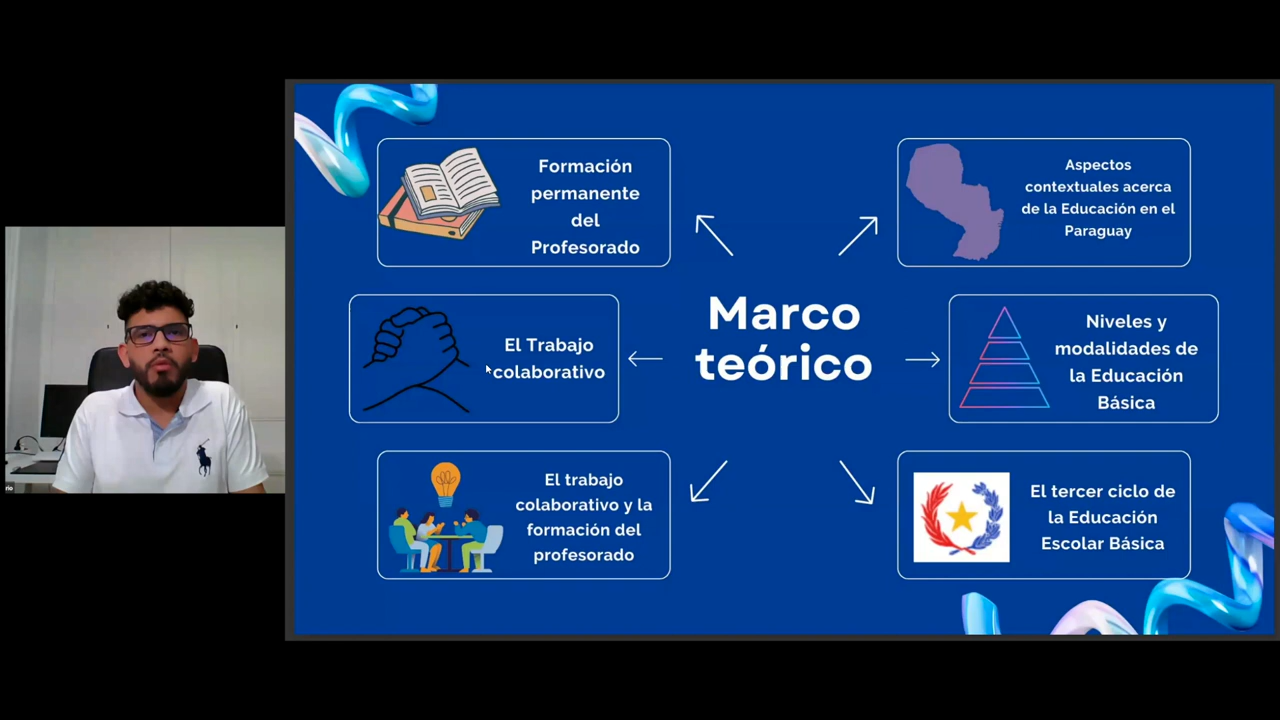 Formación
permanente
del
Profesorado
Aspectos
contextuales acerca
de la Educación en el
Paraguay
Marco
teórico
El Trabajo
colaborativo
Niveles y
modalidades de
la Educación
Básica
El trabajo
colaborativo y la
formación del
profesorado
El tercer ciclo de
la Educación
Escolar Básica
rio